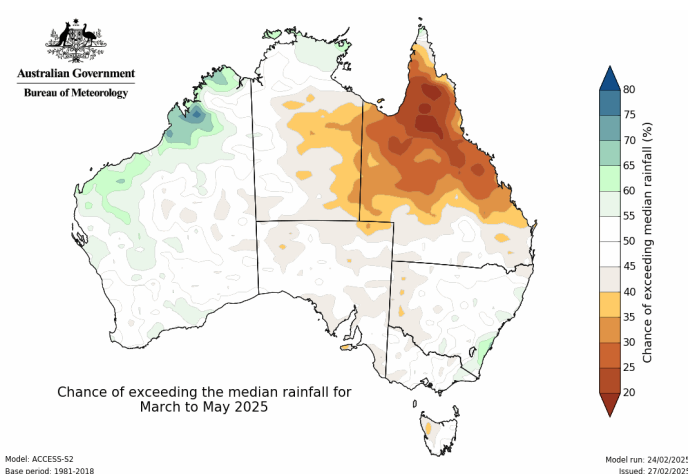 Australian Government
Bureau of Meteorology
80
75
70
65
60
55
50
45
40
35
30
25
20
Chance of exceeding median rainfall (%)
Chance of exceeding the median rainfall for
March to May 2025
Model: ACCESS-S2
Base period: 1981-2018
Model run: 24/02/2025
Issued: 27/02/2025